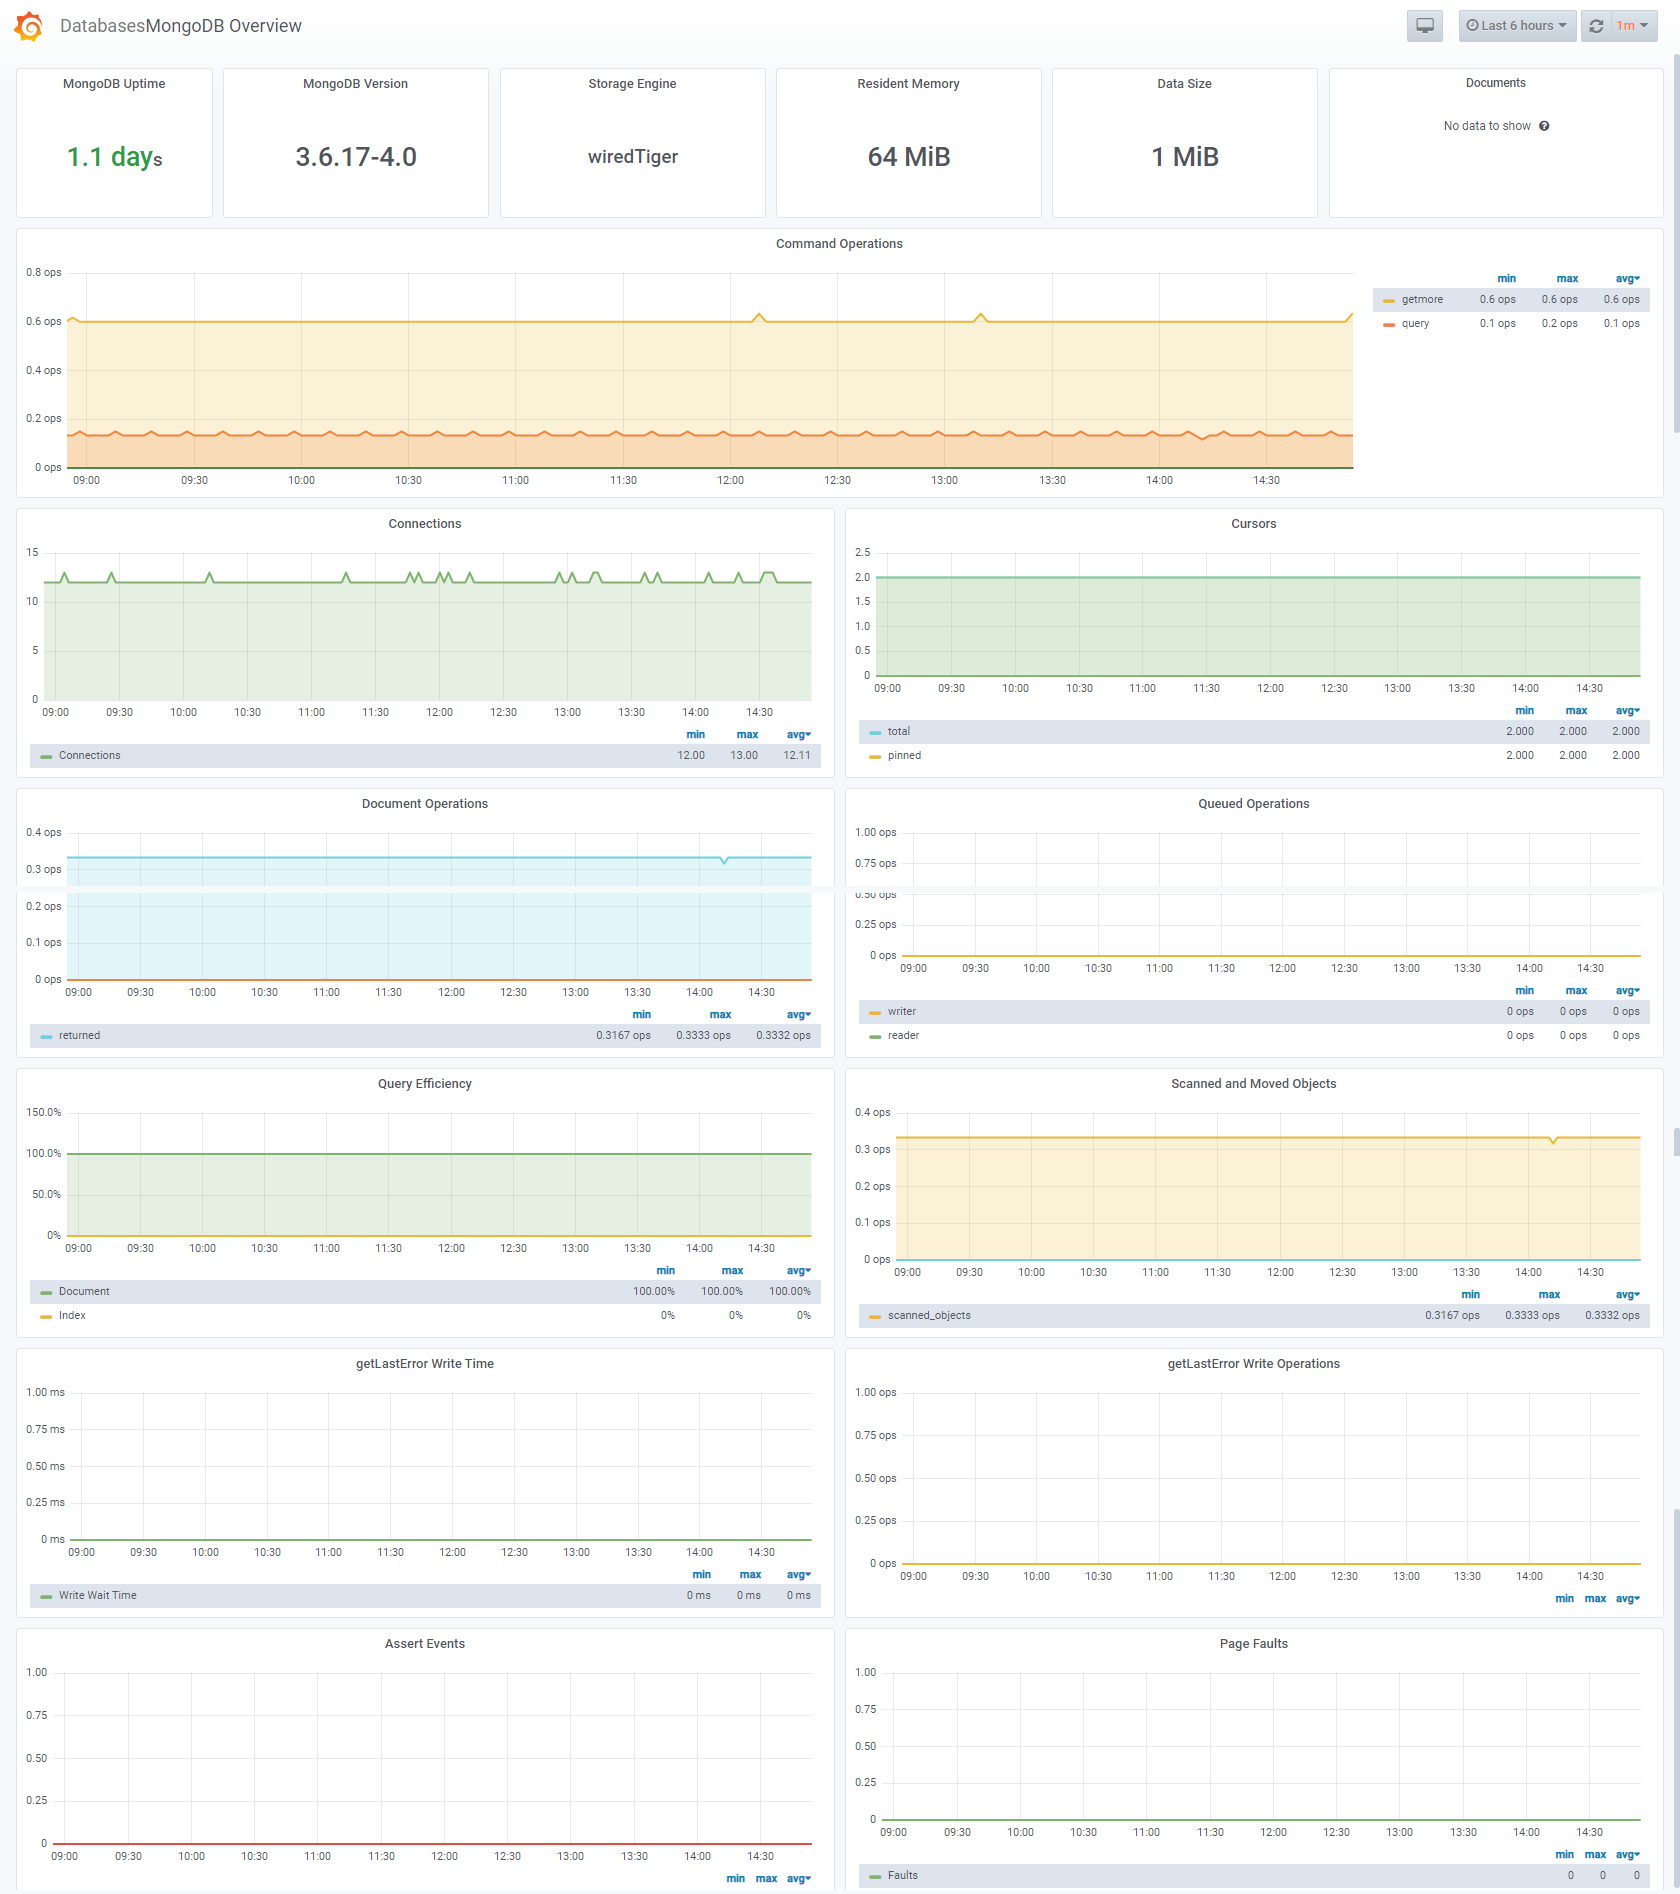 DatabasesMongoDB Overview
Last 6 hours
1m
MongoDB Uptime
1.1 days
MongoDB Version
3.6.17-4.0
Storage Engine
wiredTiger
Resident Memory
64 MiB
Data Size
1 MiB
Documents
No data to show
Command Operations
0.8 ops
0.6 ops
0.4 ops
0.2 ops
0 ops
09:00 09:30 10:00 10:30 11:00 11:30 12:00 12:30 13:00 13:30 14:00 14:30
min max avg
getmore 0.6 ops 0.6 ops 0.6 ops
query 0.1 ops 0.2 ops 0.1 ops
Connections
15
10
5
0
09:00 09:30 10:00 10:30 11:00 11:30 12:00 12:30 13:00 13:30 14:00 14:30
min max avg
Connections 12.00 13.00 12.11
Cursors
2.5
2.0
1.5
1.0
0.5
0
09:00 09:30 10:00 10:30 11:00 11:30 12:00 12:30 13:00 13:30 14:00 14:30
min max avg
total 2.000 2.000 2.000
pinned 2.000 2.000 2.000
Document Operations
0.4 ops
0.3 ops
0.2 ops
0.1 ops
0 ops
09:00 09:30 10:00 10:30 11:00 11:30 12:00 12:30 13:00 13:30 14:00 14:30
min max avg
returned 0.3167 ops 0.3333 ops 0.3332 ops
Queued Operations
1.00 ops
0.75 ops
0.50 ops
0.25 ops
0 ops
09:00 09:30 10:00 10:30 11:00 11:30 12:00 12:30 13:00 13:30 14:00 14:30
min max avg
writer 0 ops 0 ops 0 ops
reader 0 ops 0 ops 0 ops
Query Efficiency
150.0%
100.0%
50.0%
0%
09:00 09:30 10:00 10:30 11:00 11:30 12:00 12:30 13:00 13:30 14:00 14:30
min max avg
Document 100.00% 100.00% 100.00%
Index 0% 0% 0%
Scanned and Moved Objects
0.4 ops
0.3 ops
0.2 ops
0.1 ops
0 ops
09:00 09:30 10:00 10:30 11:00 11:30 12:00 12:30 13:00 13:30 14:00 14:30
min max avg
scanned_objects 0.3167 ops 0.3333 ops 0.3332 ops
getLastError Write Time
1.00 ms
0.75 ms
0.50 ms
0.25 ms
0 ms
09:00 09:30 10:00 10:30 11:00 11:30 12:00 12:30 13:00 13:30 14:00 14:30
min max avg
Write Wait Time 0 ms 0 ms 0 ms
getLastError Write Operations
1.00 ops
0.75 ops
0.50 ops
0.25 ops
0 ops
09:00 09:30 10:00 10:30 11:00 11:30 12:00 12:30 13:00 13:30 14:00 14:30
min max avg
Assert Events
1.00
0.75
0.50
0.25
0
09:00 09:30 10:00 10:30 11:00 11:30 12:00 12:30 13:00 13:30 14:00 14:30
min max avg
Page Faults
1.00
0.75
0.50
0.25
0
09:00 09:30 10:00 10:30 11:00 11:30 12:00 12:30 13:00 13:30 14:00 14:30
min max avg
Faults 0 0 0